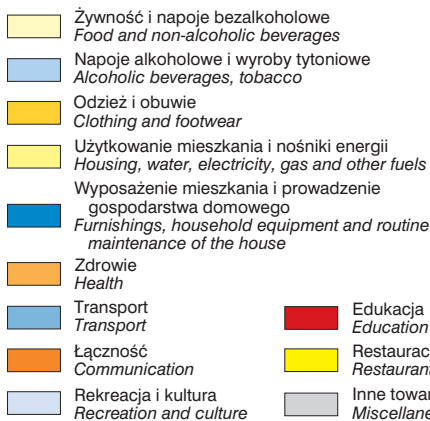 Żywność i napoje bezalkoholowe
Food and non-alcoholic beverages
Napoje alkoholowe i wyroby tytoniowe
Alcoholic beverages, tobacco
Odzież i obuwie
Clothing and footwear
Użytkowanie mieszkania i nośniki energii
Housing, water, electricity, gas and other fuels
Wyposażenie mieszkania i prowadzenie
gospodarstwa domowego
Furnishings, household equipment and routine
maintenance of the house
Zdrowie
Health
Transport
Transport
Łączność
Communication
Rekreacja i kultura
Recreation and culture
Edukacja
Education
Inne